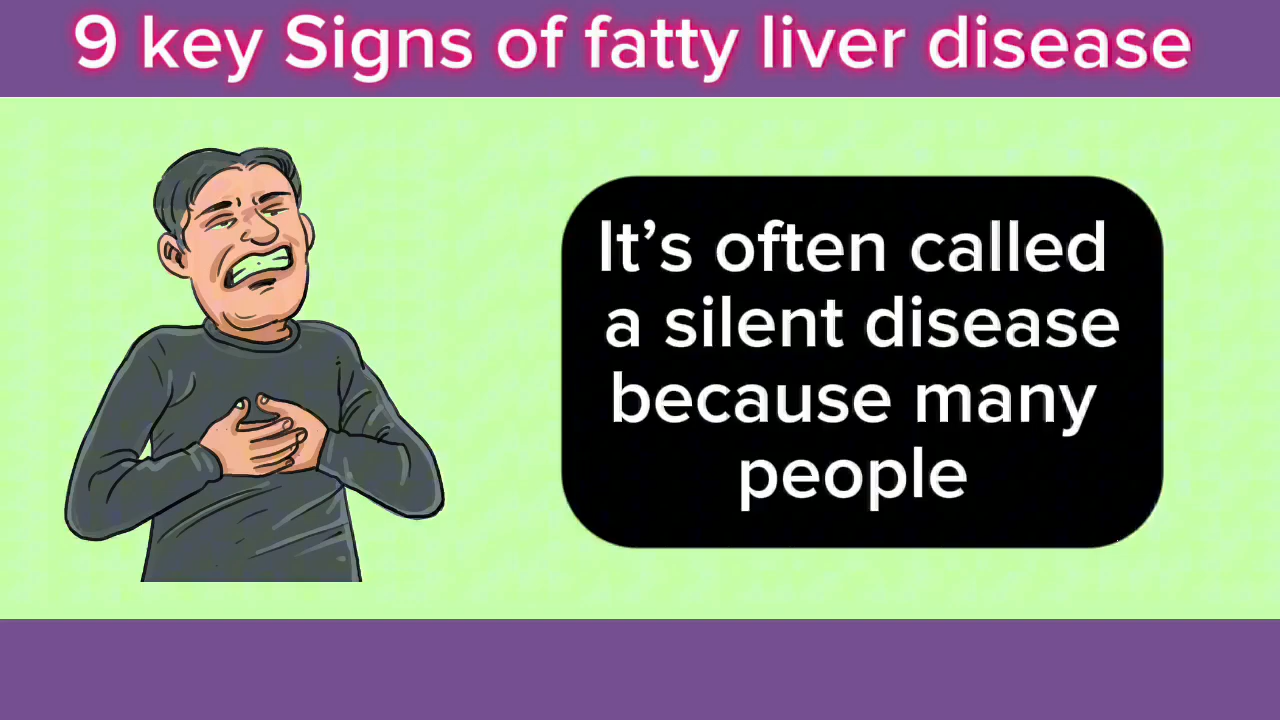 9 key Signs of fatty liver disease
It’s often called
a silent disease
because many
people